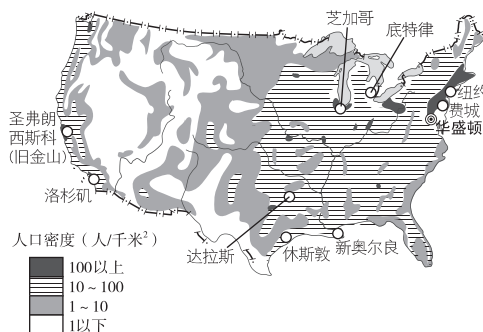 芝加哥
底特律
纽约
费城
华盛顿
圣弗朗
西斯科
(旧金山)
洛杉矶
达拉斯
休斯敦
新奥尔良
人口密度（人/千米²）
100以上
10~100
1~10
1以下